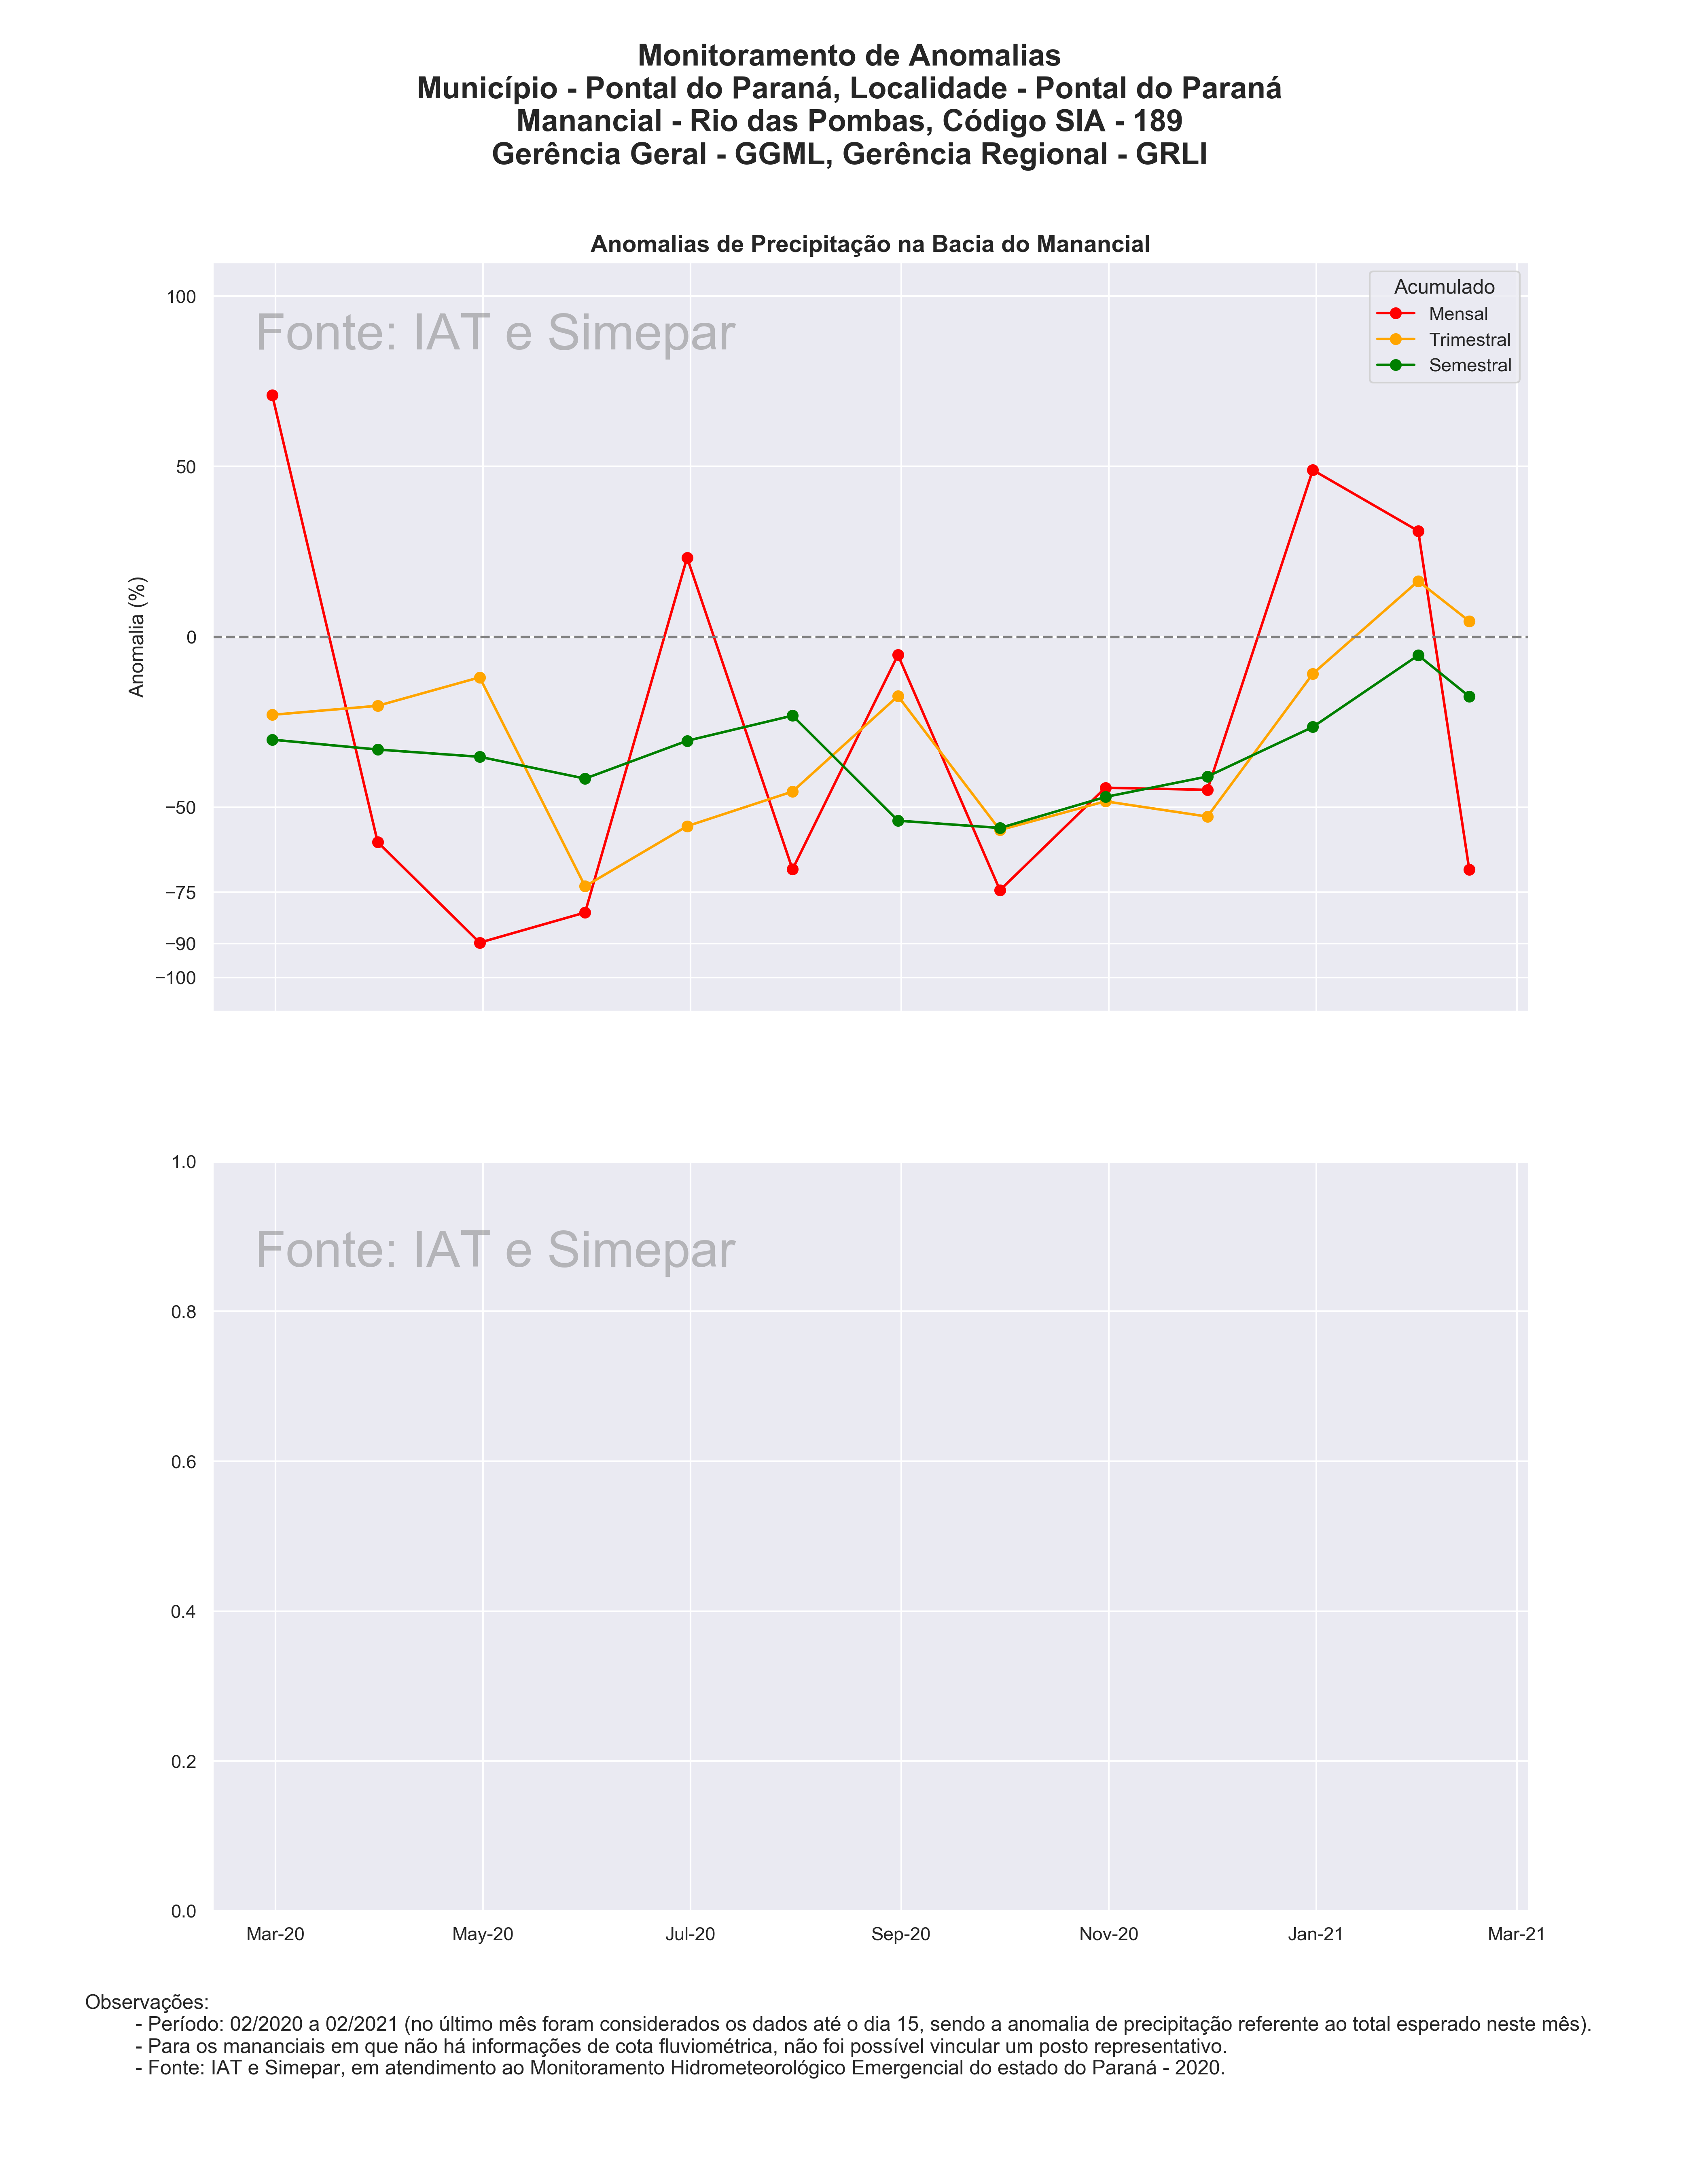 Monitoramento de Anomalias
Município - Pontal do Paraná, Localidade - Pontal do Paraná
Manancial - Rio das Pombas, Código SIA - 189
Gerência Geral - GGML, Gerência Regional - GRLI
Anomalias de Precipitação na Bacia do Manancial
Fonte: IAT e Simepar
Acumulado
Mensal
Trimestral
Semestral
Anomalia (%)
100
50
0
−50
−75
−90
−100
Fonte: IAT e Simepar
1.0
0.8
0.6
0.4
0.2
0.0
Mar-20 May-20 Jul-20 Sep-20 Nov-20 Jan-21 Mar-21
Observações:
- Período: 02/2020 a 02/2021 (no último mês foram considerados os dados até o dia 15, sendo a anomalia de precipitação referente ao total esperado neste mês).
- Para os mananciais em que não há informações de cota fluviométrica, não foi possível vincular um posto representativo.
- Fonte: IAT e Simepar, em atendimento ao Monitoramento Hidrometeorológico Emergencial do estado do Paraná - 2020.